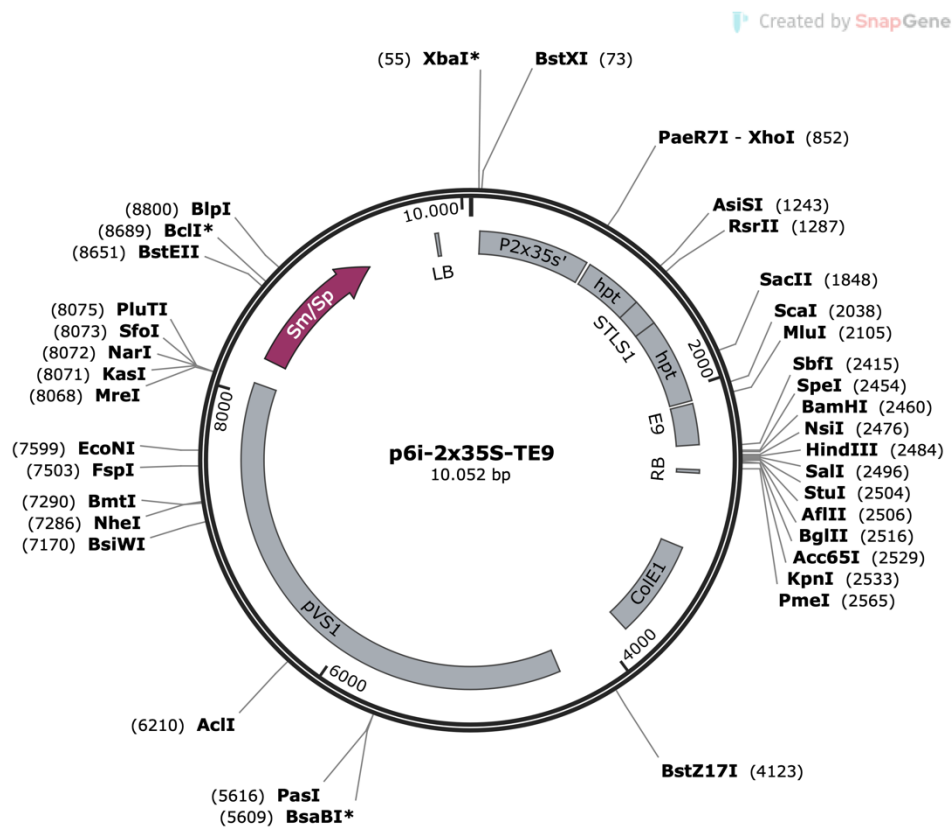 Created by SnapGene
(55) XbaI*
BstXI (73)
PaeR7I - XhoI (852)
AsiSI (1243)
RsrII (1287)
SacII (1848)
ScaI (2038)
MluI (2105)
SbfI (2415)
SpeI (2454)
BamHI (2460)
NsiI (2476)
HindIII (2484)
SalI (2496)
StuI (2504)
AflII (2506)
BglII (2516)
Acc65I (2529)
KpnI (2533)
PmeI (2565)
BstZ17I (4123)
(5609) BsaBI*
(5616) PasI
(6210) AclI
(7170) BsiWI
(7286) NheI
(7290) BmtI
(7503) FspI
(7599) EcoNI
(8068) MreI
(8071) KasI
(8072) NarI
(8073) SfoI
(8075) PluTI
(8651) BstEII
(8689) BclI*
(8800) BlpI
10.000
LB
P2x35s'
hpt
STLS1
hpt
2000
E9
RB
ColE1
4000
pVS1
6000
8000
Sm/Sp
p6i-2x35S-TE9
10.052 bp